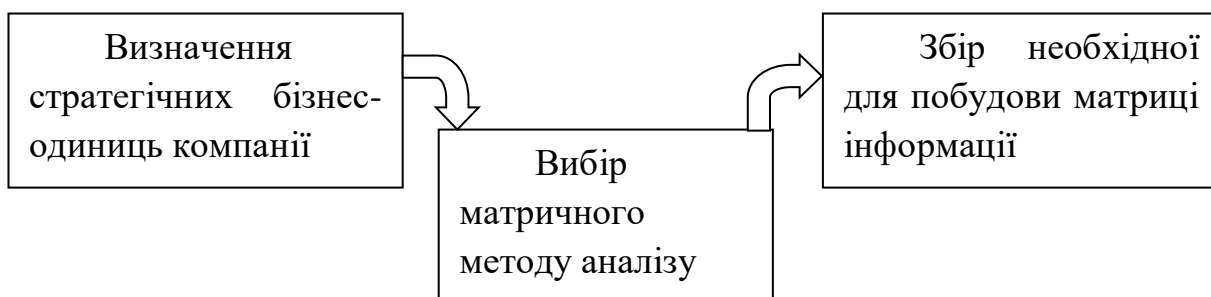 Визначення
стратегічних бізнес-
одиниць компанії
Вибір
матричного
методу аналізу
Збір необхідної
для побудови матриці
інформації